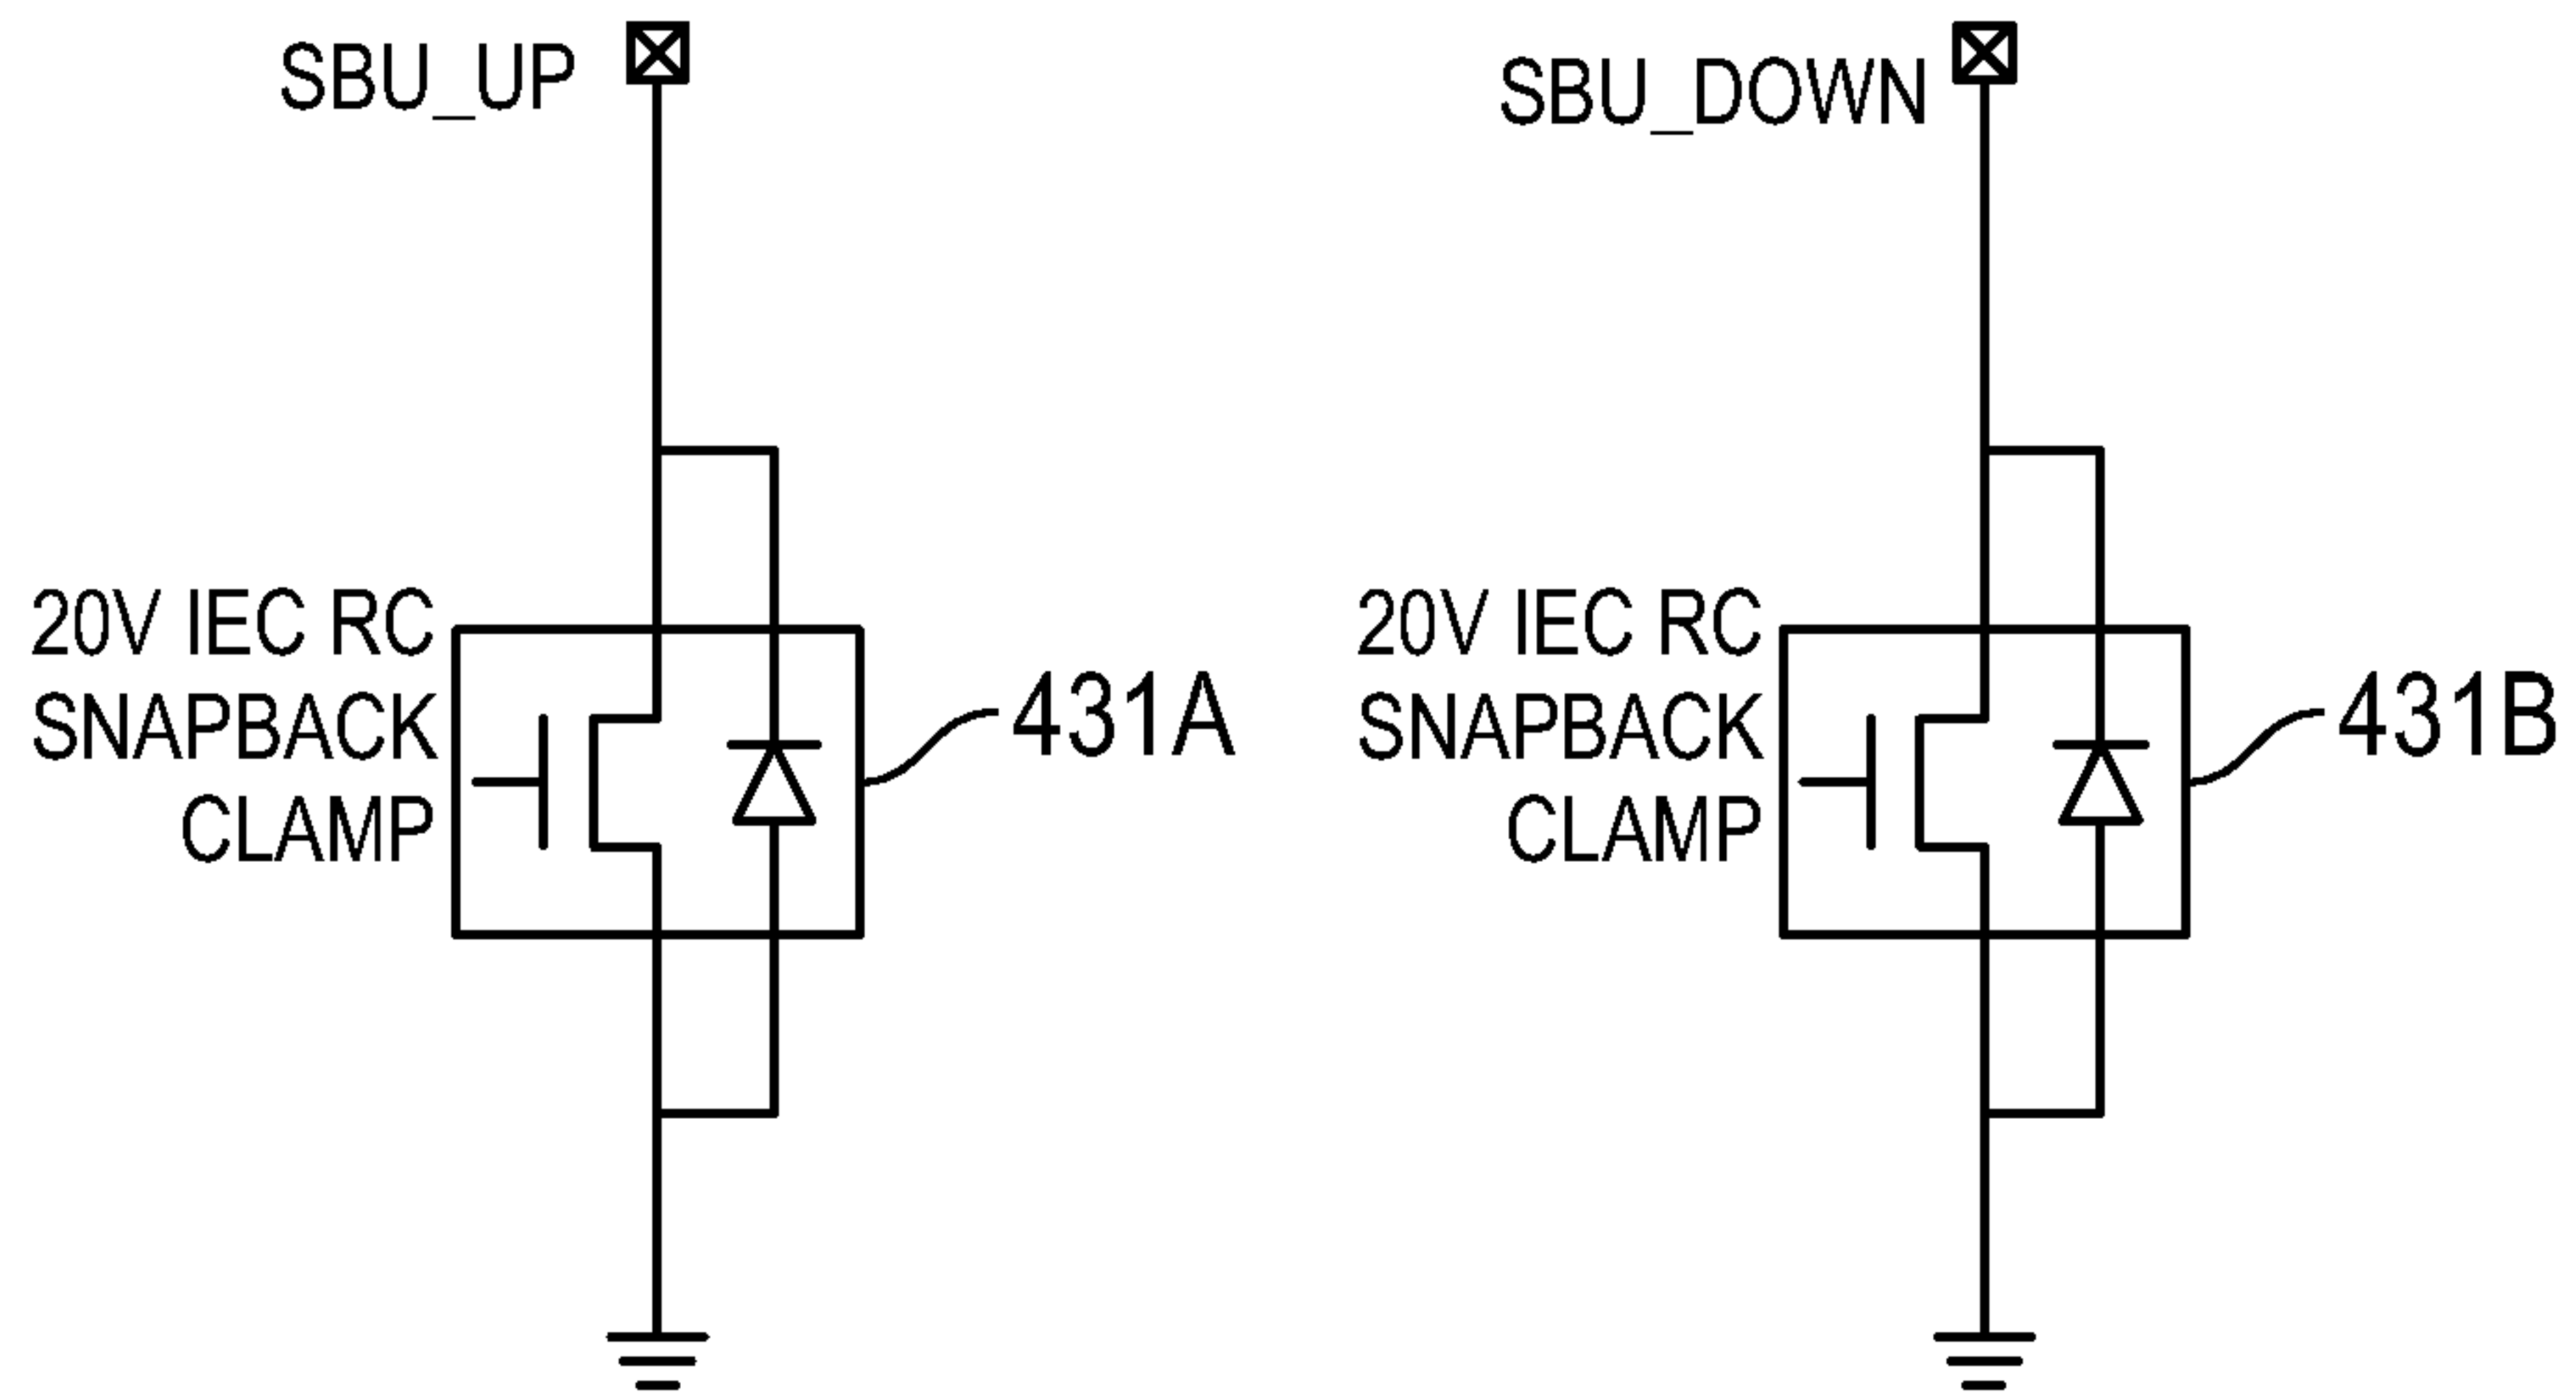 SBU_UP
SBU_DOWN
20V IEC RC
SNAPBACK
CLAMP
431A
20V IEC RC
SNAPBACK
CLAMP
431B